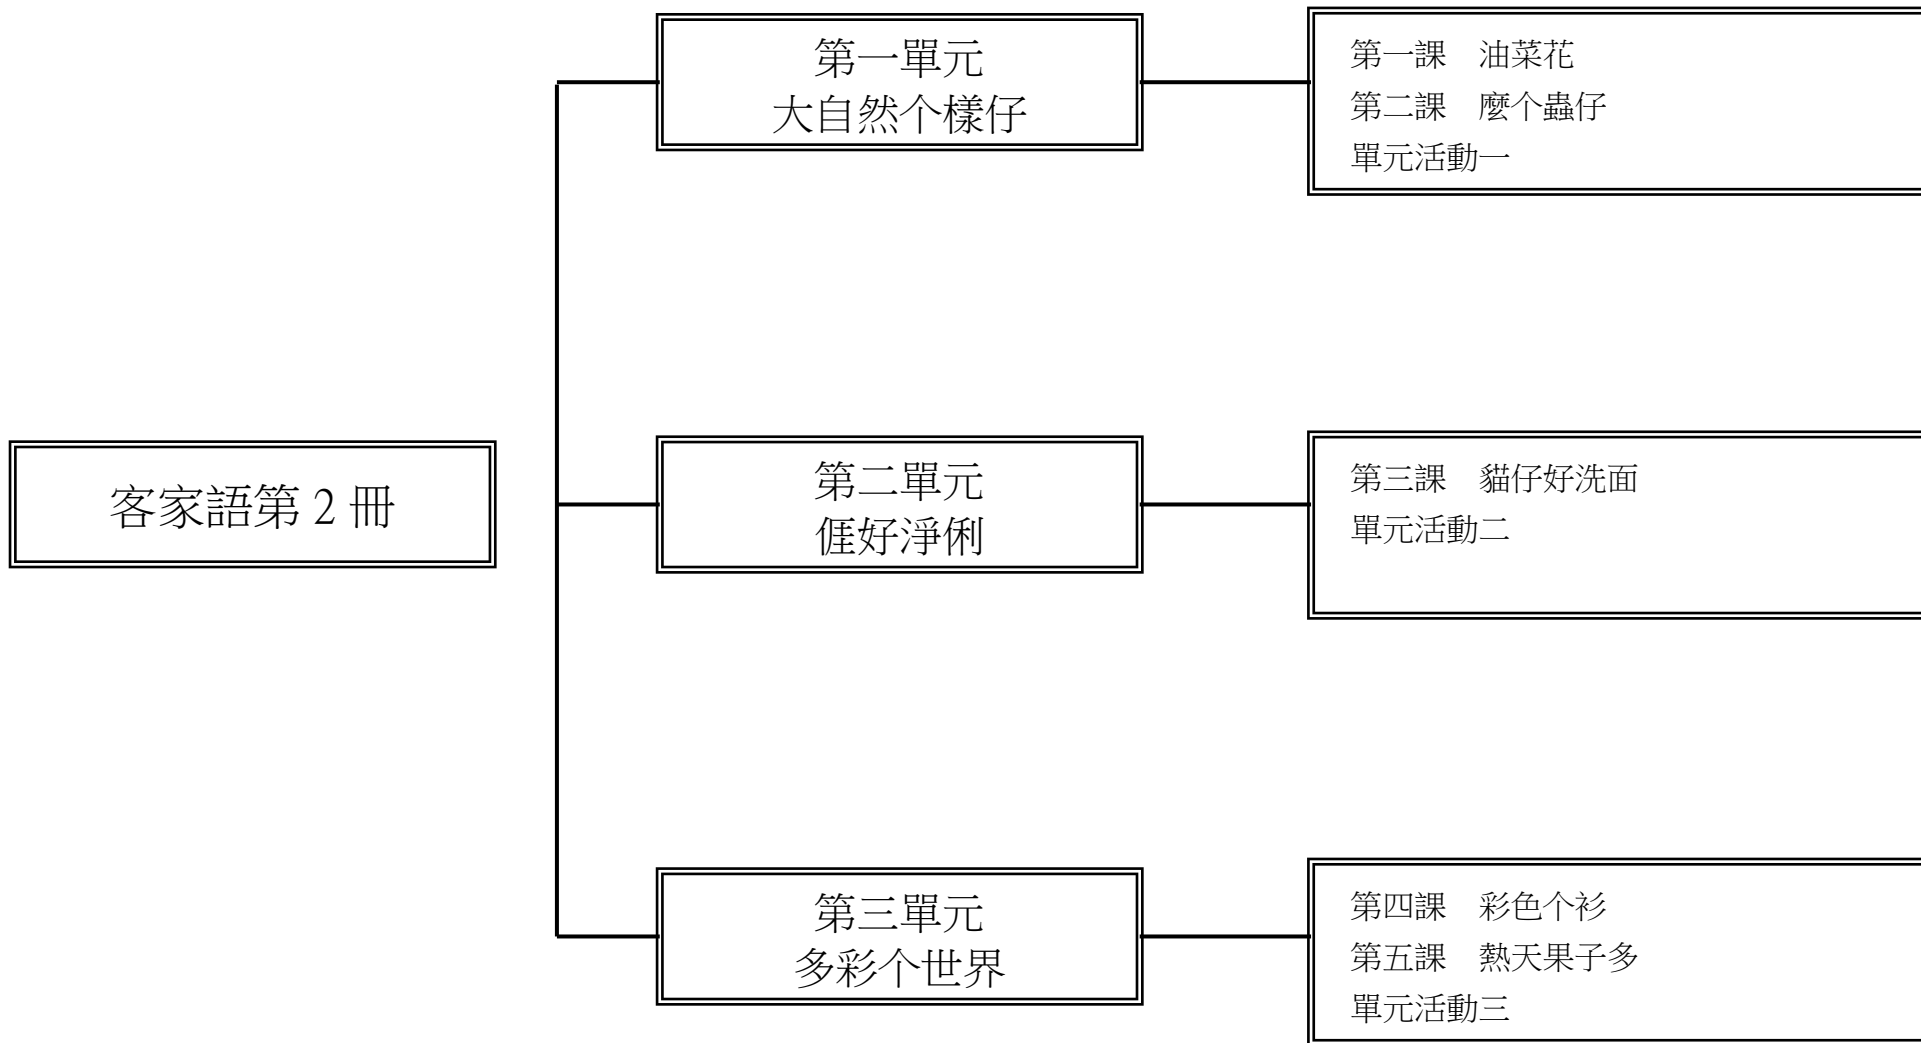 客家語第 2 冊
第一單元
大自然个樣仔
第一課　油菜花
第二課　麼个蟲仔
單元活動一
第二單元
𠊎好淨俐
第三課　貓仔好洗面
單元活動二
第三單元
多彩个世界
第四課　彩色个衫
第五課　熱天果子多
單元活動三